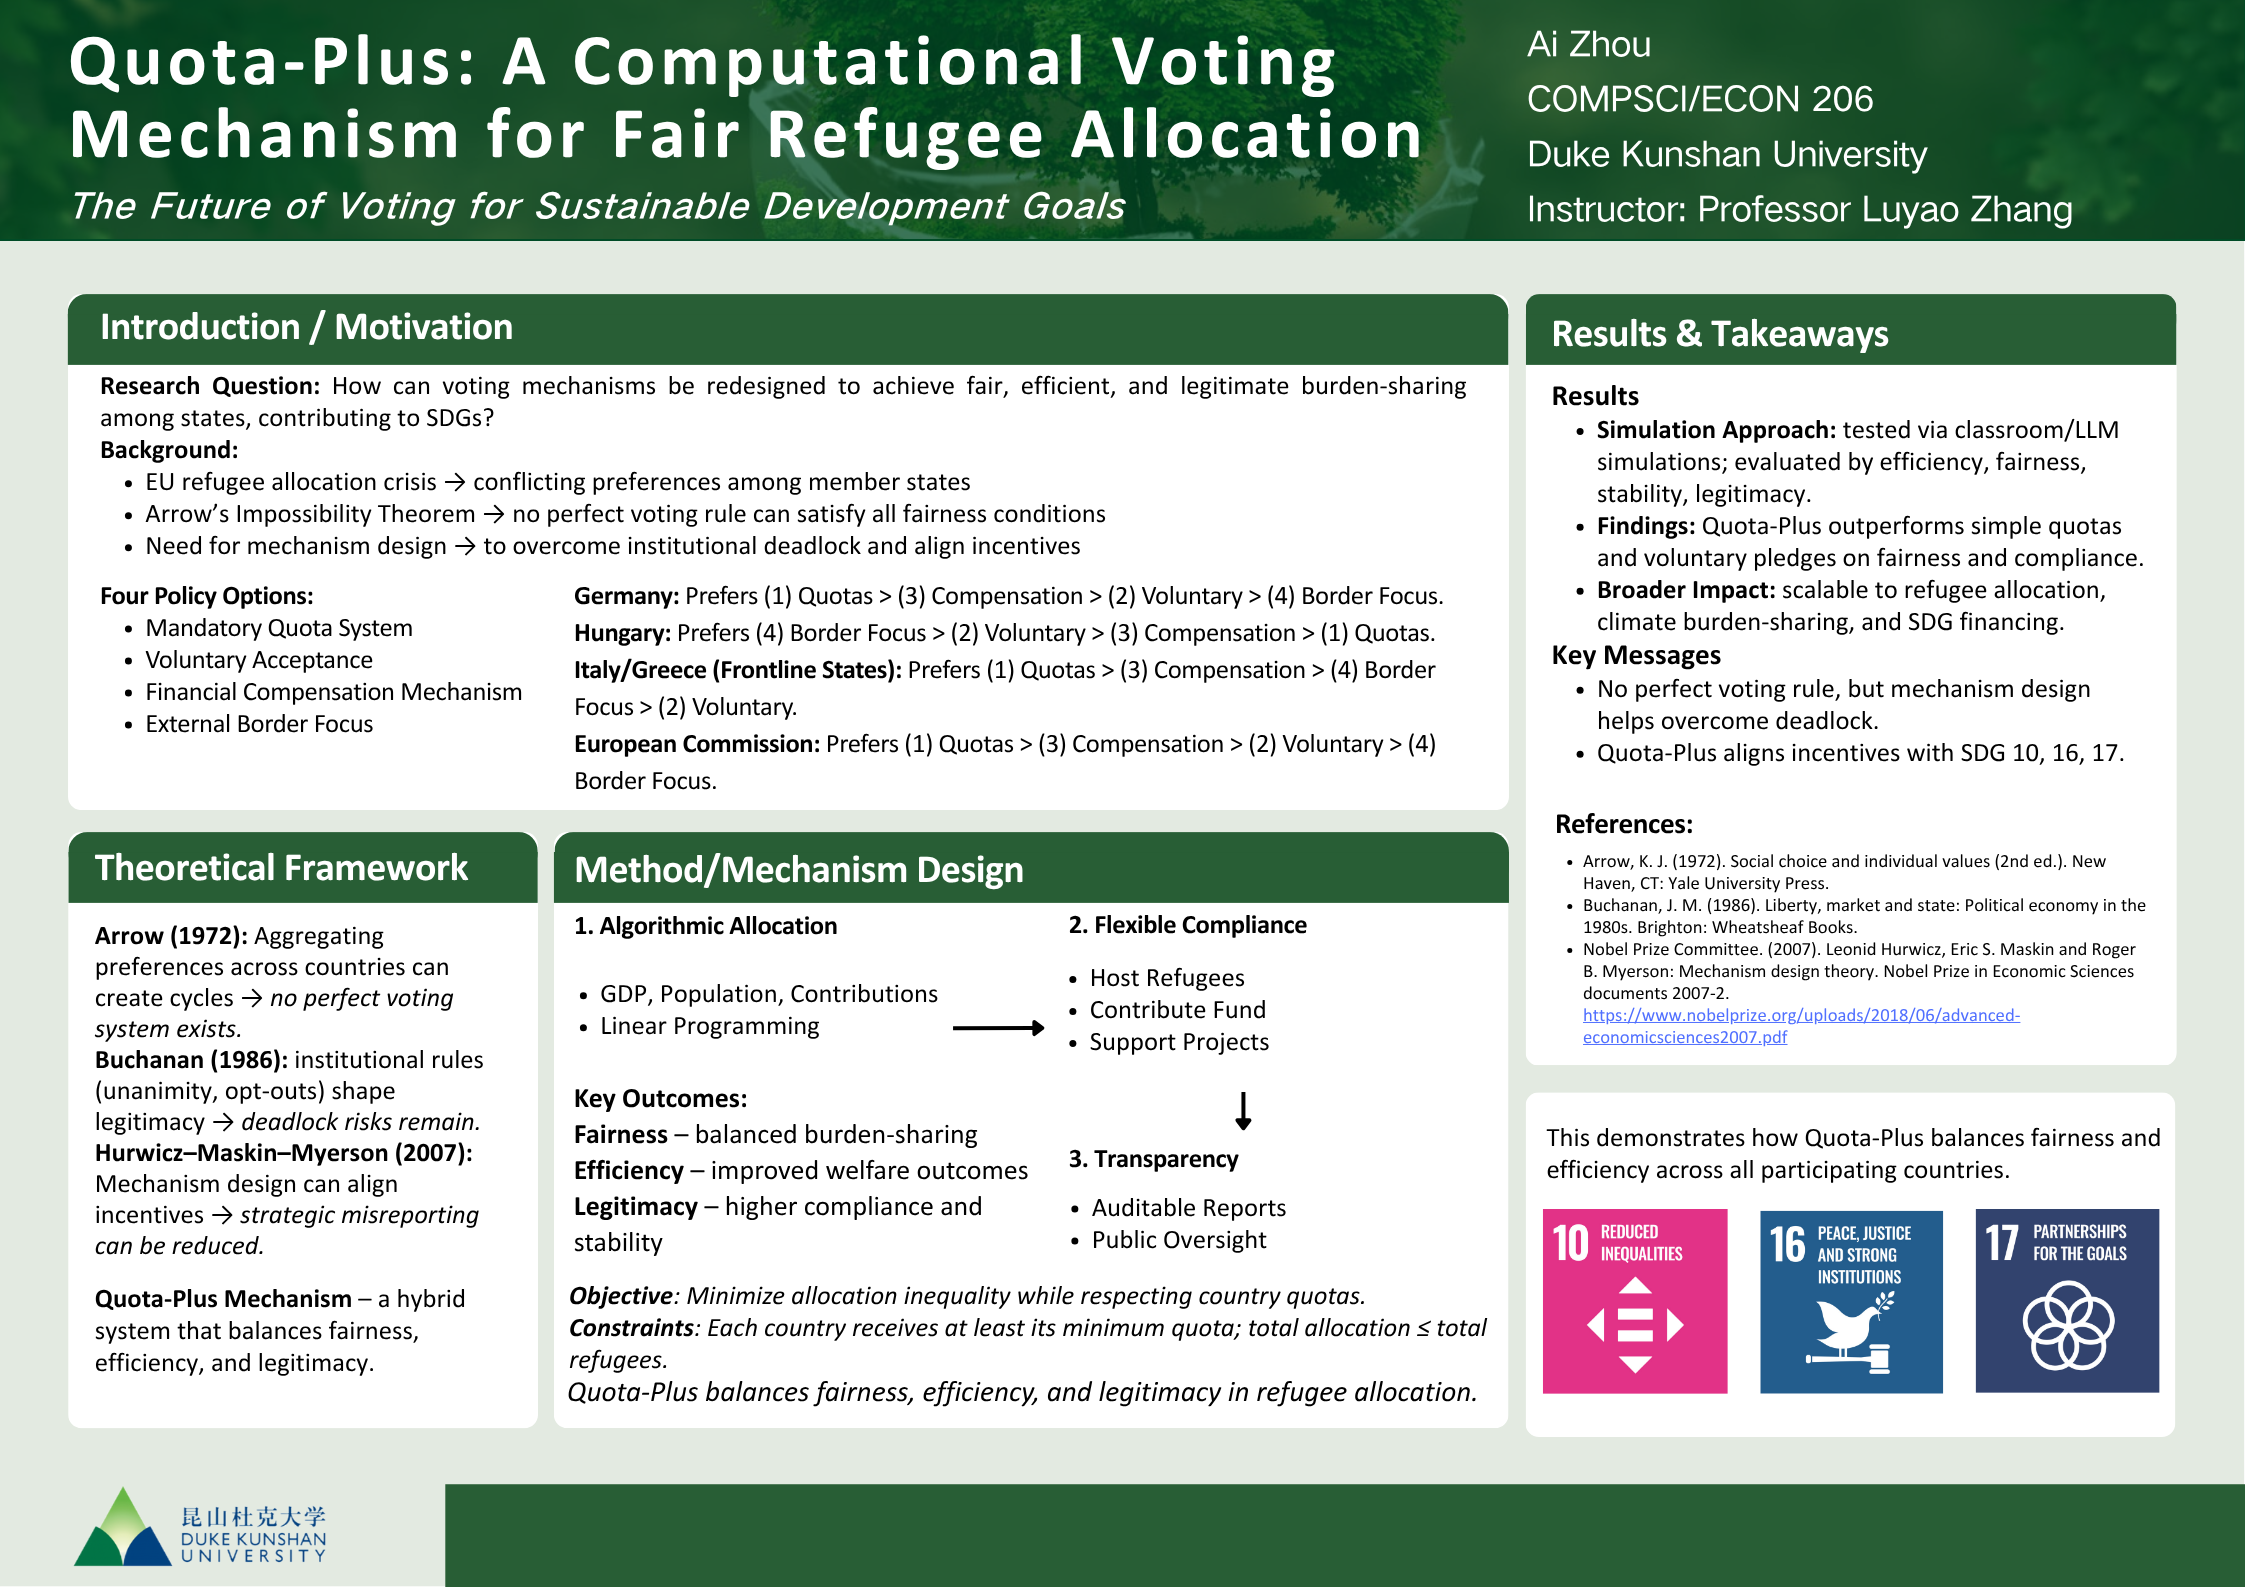 Quota-Plus: A Computational Voting
Mechanism for Fair Refugee Allocation
The Future of Voting for Sustainable Development Goals
Ai Zhou
COMPSCI/ECON 206
Duke Kunshan University
Instructor: Professor Luyao Zhang
Introduction / Motivation
Research Question: How can voting mechanisms be redesigned to achieve fair, efficient, and legitimate burden-sharing
among states, contributing to SDGs?
Background:
• EU refugee allocation crisis → conflicting preferences among member states
• Arrow’s Impossibility Theorem → no perfect voting rule can satisfy all fairness conditions
• Need for mechanism design → to overcome institutional deadlock and align incentives
Four Policy Options:
• Mandatory Quota System
• Voluntary Acceptance
• Financial Compensation Mechanism
• External Border Focus
Germany: Prefers (1) Quotas > (3) Compensation > (2) Voluntary > (4) Border Focus.
Hungary: Prefers (4) Border Focus > (2) Voluntary > (3) Compensation > (1) Quotas.
Italy/Greece (Frontline States): Prefers (1) Quotas > (3) Compensation > (4) Border
Focus > (2) Voluntary.
European Commission: Prefers (1) Quotas > (3) Compensation > (2) Voluntary > (4)
Border Focus.
Theoretical Framework
Arrow (1972): Aggregating
preferences across countries can
create cycles → no perfect voting
system exists.
Buchanan (1986): institutional rules
(unanimity, opt-outs) shape
legitimacy → deadlock risks remain.
Hurwicz–Maskin–Myerson (2007):
Mechanism design can align
incentives → strategic misreporting
can be reduced.
Quota-Plus Mechanism – a hybrid
system that balances fairness,
efficiency, and legitimacy.
Method/Mechanism Design
1. Algorithmic Allocation
• GDP, Population, Contributions
• Linear Programming
2. Flexible Compliance
• Host Refugees
• Contribute Fund
• Support Projects
Key Outcomes:
Fairness – balanced burden-sharing
Efficiency – improved welfare outcomes
Legitimacy – higher compliance and
stability
3. Transparency
• Auditable Reports
• Public Oversight
Objective: Minimize allocation inequality while respecting country quotas.
Constraints: Each country receives at least its minimum quota; total allocation ≤ total
refugees.
Quota-Plus balances fairness, efficiency, and legitimacy in refugee allocation.
Results & Takeaways
Results
• Simulation Approach: tested via classroom/LLM
simulations; evaluated by efficiency, fairness,
stability, legitimacy.
• Findings: Quota-Plus outperforms simple quotas
and voluntary pledges on fairness and compliance.
• Broader Impact: scalable to refugee allocation,
climate burden-sharing, and SDG financing.
Key Messages
• No perfect voting rule, but mechanism design
helps overcome deadlock.
• Quota-Plus aligns incentives with SDG 10, 16, 17.
References:
• Arrow, K. J. (1972). Social choice and individual values (2nd ed.). New
Haven, CT: Yale University Press.
• Buchanan, J. M. (1986). Liberty, market and state: Political economy in the
1980s. Brighton: Wheatsheaf Books.
• Nobel Prize Committee. (2007). Leonid Hurwicz, Eric S. Maskin and Roger
B. Myerson: Mechanism design theory. Nobel Prize in Economic Sciences
documents 2007-2.
https://www.nobelprize.org/uploads/2018/06/advanced-
economicsciences2007.pdf
This demonstrates how Quota-Plus balances fairness and
efficiency across all participating countries.
10 REDUCED
INEQUALITIES
16 PEACE, JUSTICE
AND STRONG
INSTITUTIONS
17 PARTNERSHIPS
FOR THE GOALS
昆山杜克大学
DUKE KUNSHAN
UNIVERSITY